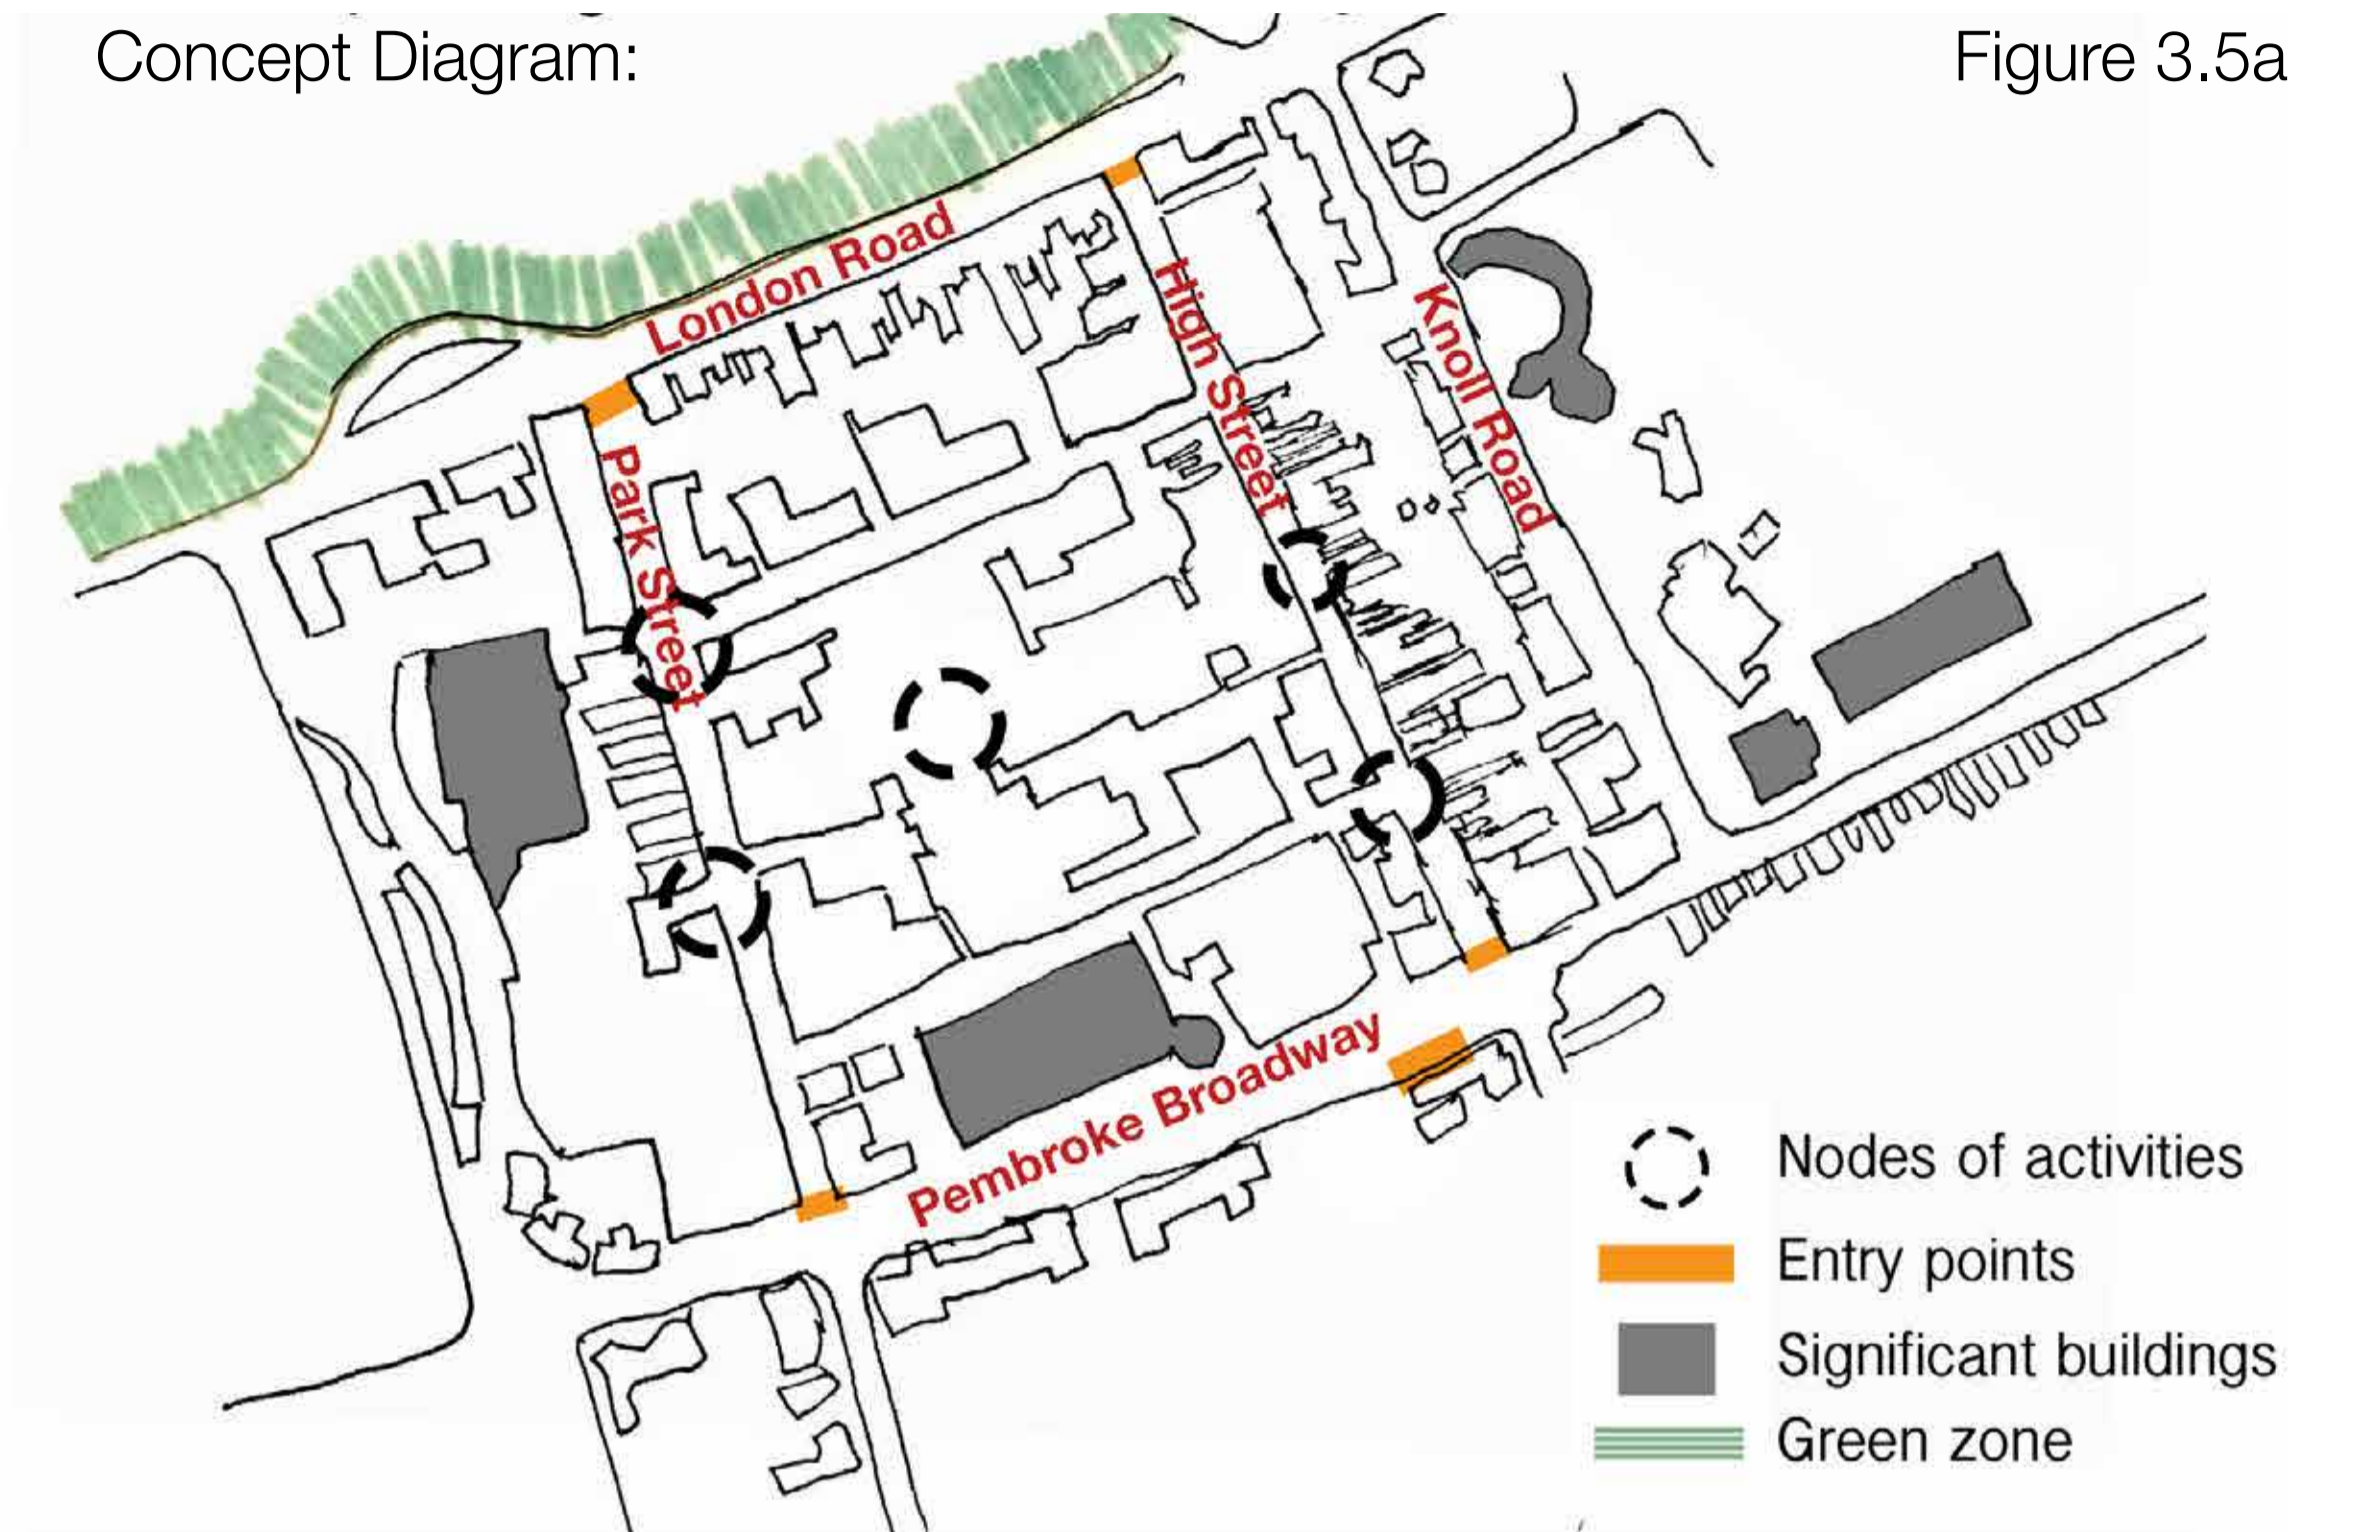 Concept Diagram:
Figure 3.5a
London Road
High Street
Knoll Road
Park Street
Pembroke Broadway
Nodes of activities
Entry points
Significant buildings
Green zone